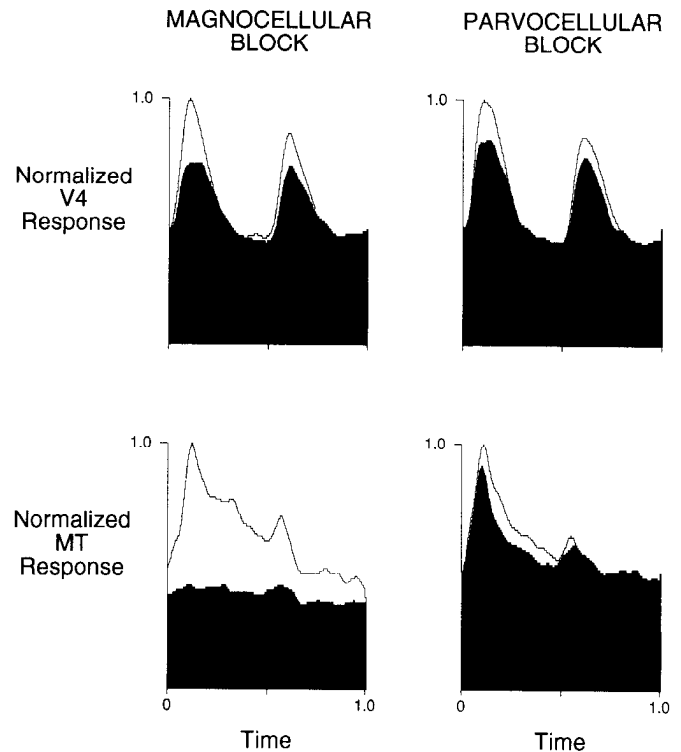 MAGNOCELLULAR
BLOCK
PARVOCELLULAR
BLOCK
1.0
1.0
Normalized
V4
Response
1.0
1.0
Normalized
MT
Response
0
1.0
0
1.0
Time
Time